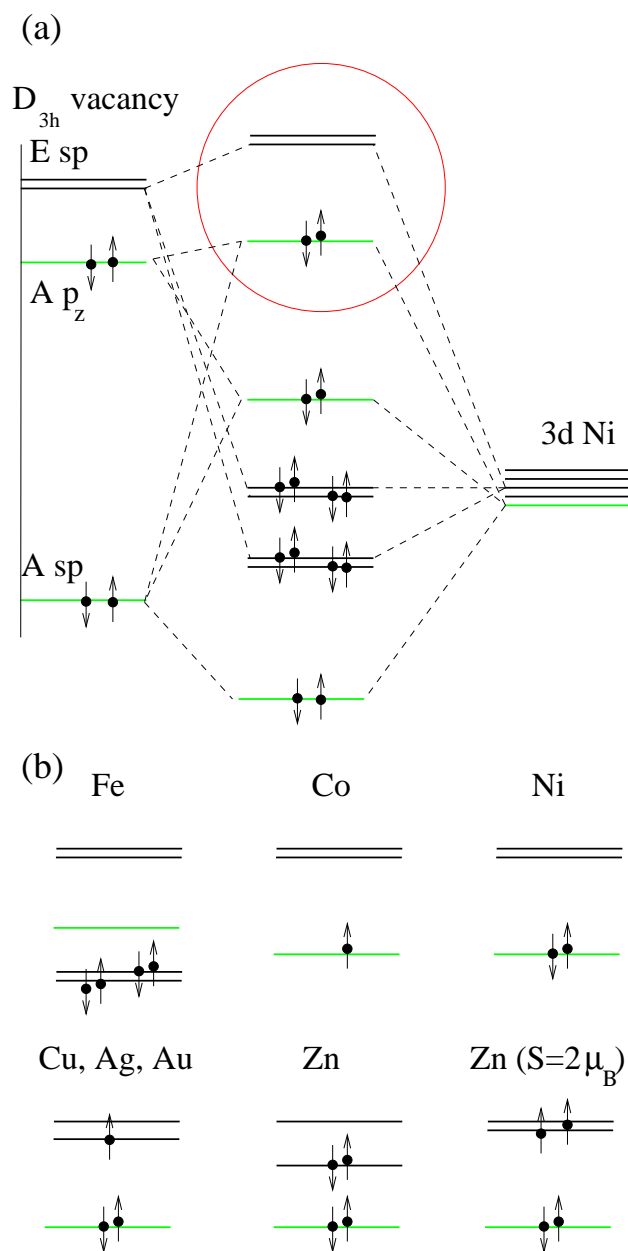 (a)
D3h vacancy
E sp
A pz
3d Ni
A sp
(b)
Fe Co Ni
Cu, Ag, Au Zn Zn (S=2μB)